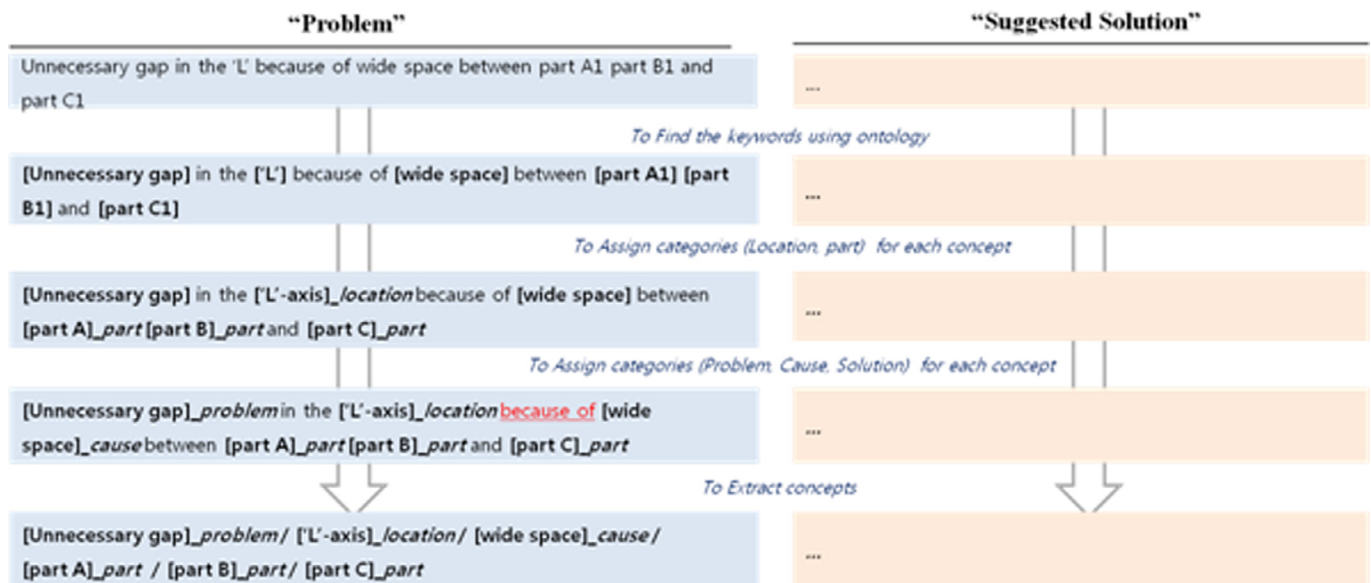 “Problem”
“Suggested Solution”
Unnecessary gap in the ‘L’ because of wide space between part A1 part B1 and
part C1
...
To Find the keywords using ontology
[Unnecessary gap] in the [‘L’] because of [wide space] between [part A1] [part
B1] and [part C1]
...
To Assign categories (Location, part) for each concept
[Unnecessary gap] in the [‘L’-axis]_location because of [wide space] between
[part A]_part [part B]_part and [part C]_part
...
To Assign categories (Problem, Cause, Solution) for each concept
[Unnecessary gap]_problem in the [‘L’-axis]_location because of [wide
space]_cause between [part A]_part [part B]_part and [part C]_part
...
To Extract concepts
[Unnecessary gap]_problem / [‘L’-axis]_location / [wide space]_cause /
[part A]_part / [part B]_part / [part C]_part
...